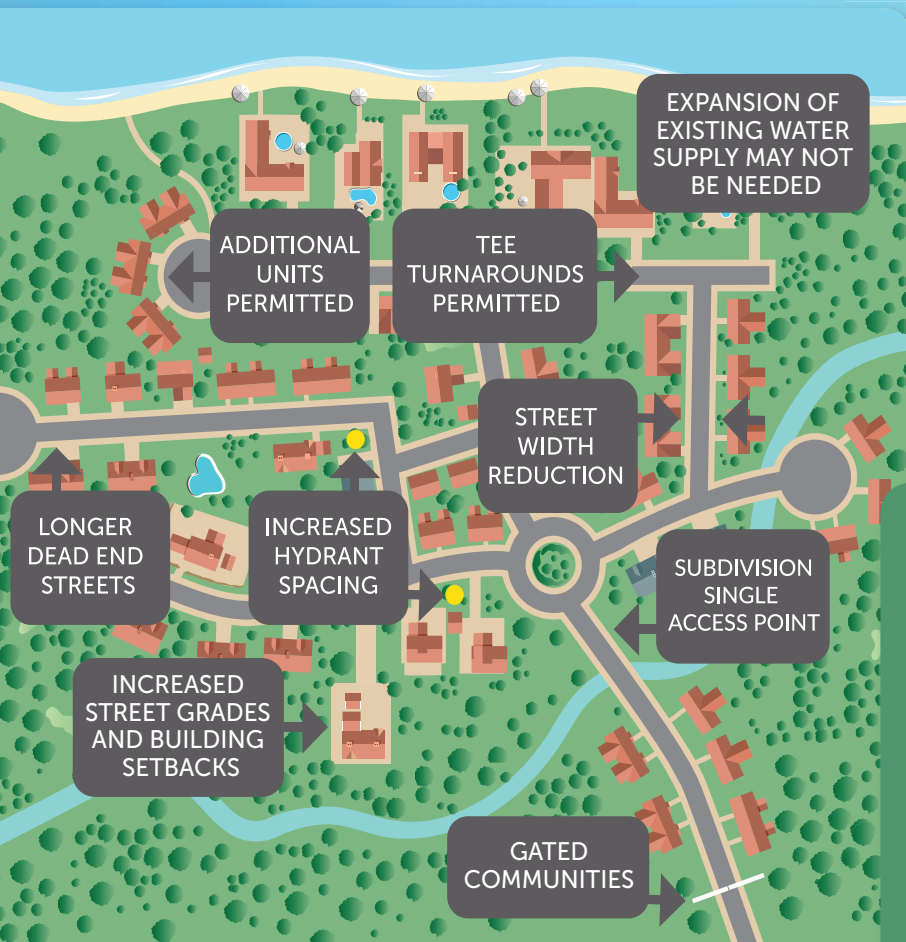 EXPANSION OF
EXISTING WATER
SUPPLY MAY NOT
BE NEEDED
ADDITIONAL
UNITS
PERMITTED
TEE
TURNAROUNDS
PERMITTED
STREET
WIDTH
REDUCTION
LONGER
DEAD END
STREETS
INCREASED
HYDRANT
SPACING
SUBDIVISION
SINGLE
ACCESS POINT
INCREASED
STREET GRADES
AND BUILDING
SETBACKS
GATED
COMMUNITIES